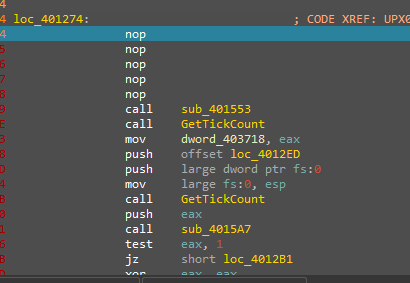 4
4 loc_401274: ; CODE XREF: UPX0
4 nop
5 nop
6 nop
7 nop
8 nop
9 call sub_401553
E call GetTickCount
3 mov dword_403718, eax
8 push offset loc_4012ED
D push large dword ptr fs:0
4 mov large fs:0, esp
B call GetTickCount
0 push eax
1 call sub_4015A7
6 test eax, 1
B jz short loc_4012B1
D xor eax, eax